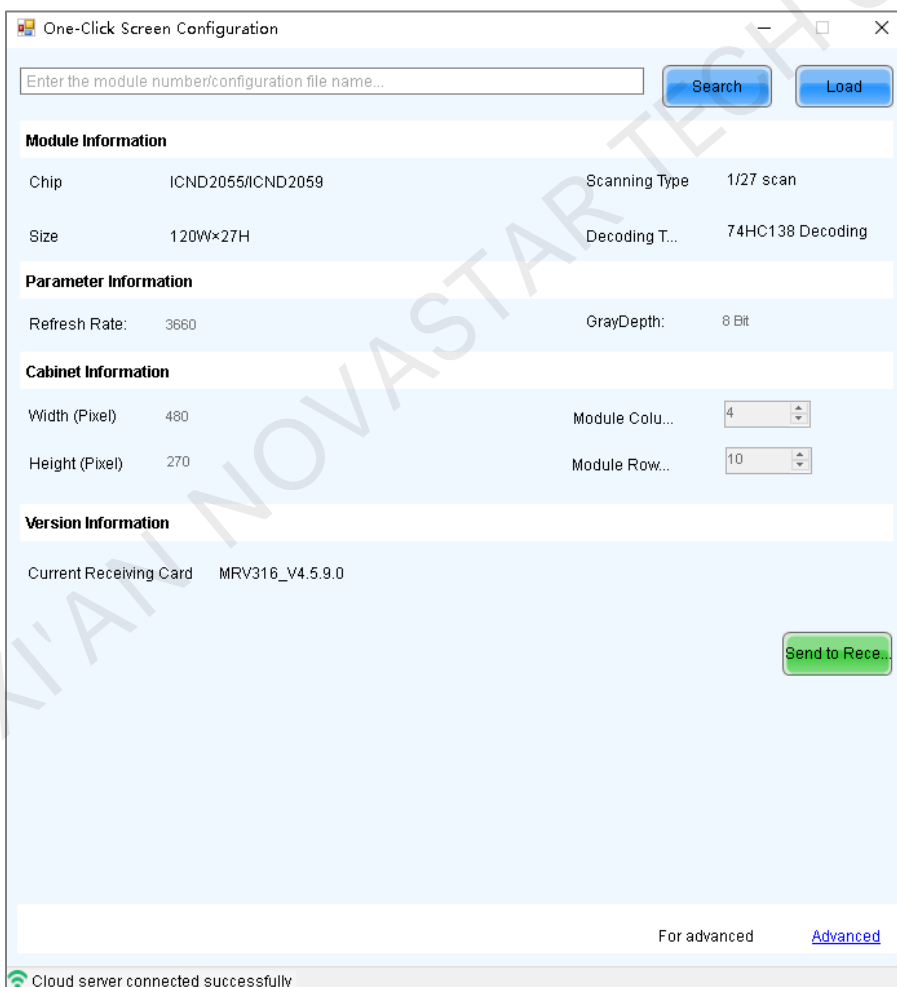 One-Click Screen Configuration
Enter the module number/configuration file name...
Search
Load
Module Information
Chip ICND2055/ICND2059 Scanning Type 1/27 scan
Size 120W×27H Decoding T... 74HC138 Decoding
Parameter Information
Refresh Rate: 3660 GrayDepth: 8 Bit
Cabinet Information
Width (Pixel) 480 Module Colu... 4
Height (Pixel) 270 Module Row... 10
Version Information
Current Receiving Card MRV316_V4.5.9.0
Send to Rece...
For advanced Advanced
Cloud server connected successfully
XI'AN NOVASTAR TECH